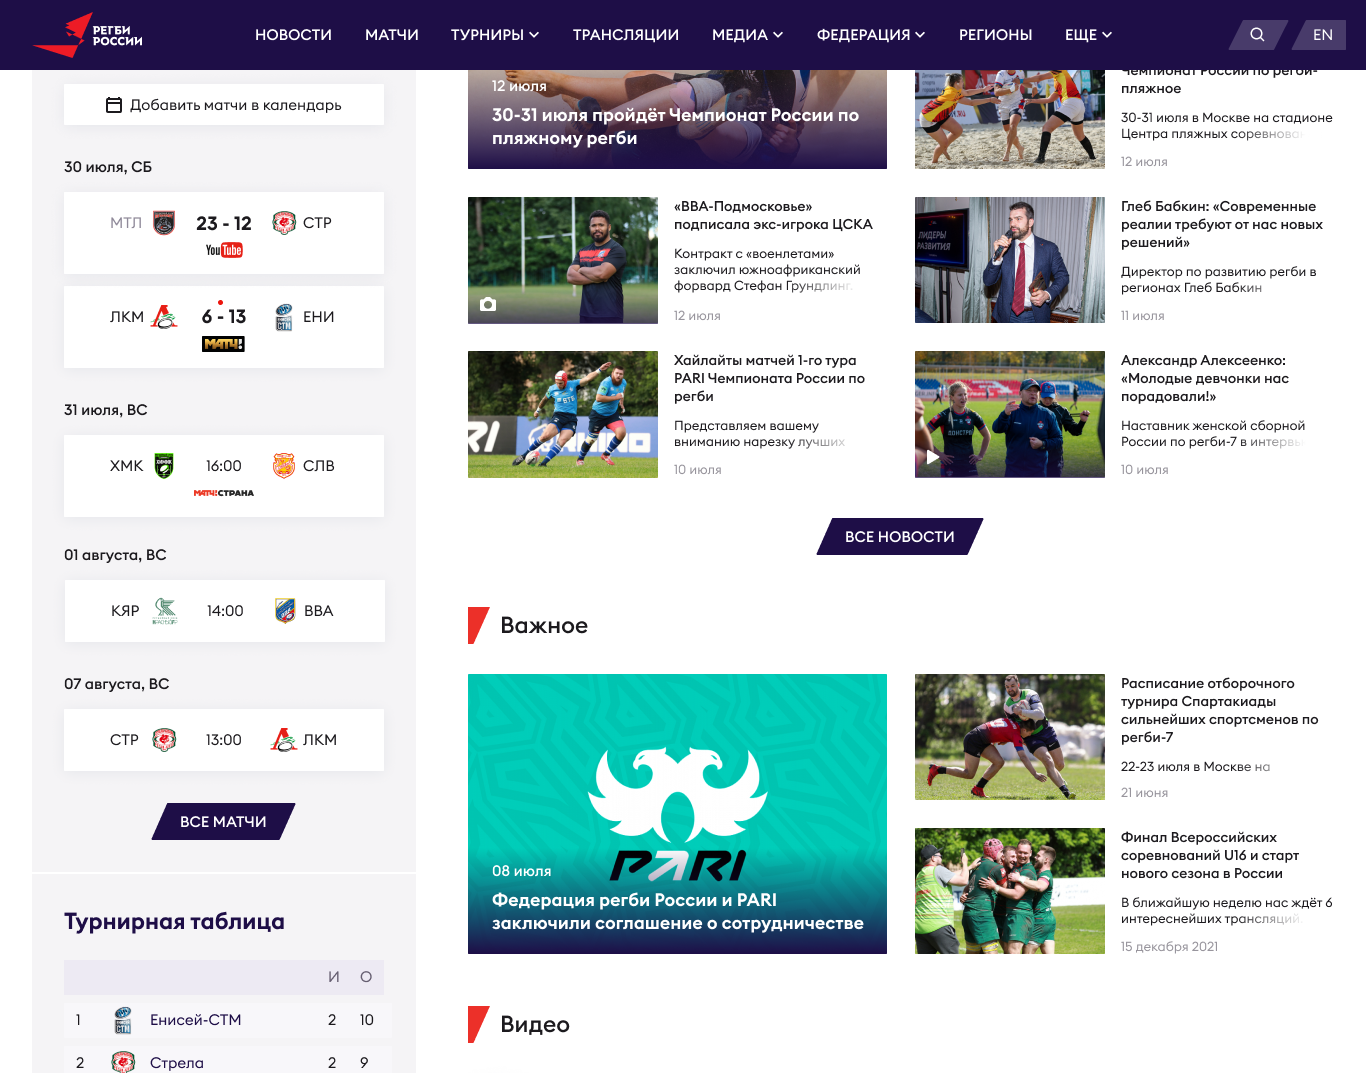 РЕГБИ
РОССИИ
НОВОСТИ
МАТЧИ
ТУРНИРЫ
ТРАНСЛЯЦИИ
МЕДИА
ФЕДЕРАЦИЯ
РЕГИОНЫ
ЕЩЕ
EN
Добавить матчи в календарь
30 июля, СБ
МТЛ
23 - 12
СТР
YouTube
ЛКМ
6 - 13
ЕНИ
МАТЧ!
31 июля, ВС
ХМК
16:00
СЛВ
МАТЧ!СТРАНА
01 августа, ВС
КЯР
14:00
ВВА
07 августа, ВС
СТР
13:00
ЛКМ
ВСЕ МАТЧИ
Турнирная таблица
И О
1 Енисей-СТМ 2 10
2 Стрела 2 9
12 июля
30-31 июля пройдёт Чемпионат России по
пляжному регби
Чемпионат России по регби-
пляжное
30-31 июля в Москве на стадионе
Центра пляжных соревнова
12 июля
«ВВА-Подмосковье»
подписала экс-игрока ЦСКА
Контракт с «военлетами»
заключил южноафриканский
форвард Стефан Грундлинг.
12 июля
ЛИДЕРЫ
РАЗВИТИЯ
Глеб Бабкин: «Современные
реалии требуют от нас новых
решений»
Директор по развитию регби в
регионах Глеб Бабкин
11 июля
Хайлайты матчей 1-го тура
PARI Чемпионата России по
регби
Представляем вашему
вниманию нарезку лучших
10 июля
Александр Алексеенко:
«Молодые девчонки нас
порадовали!»
Наставник женской сборной
России по регби-7 в интервь
10 июля
ВСЕ НОВОСТИ
Важное
PARI
08 июля
Федерация регби России и PARI
заключили соглашение о сотрудничестве
Расписание отборочного
турнира Спартакиады
сильнейших спортсменов по
регби-7
22-23 июля в Москве на
21 июня
Финал Всероссийских
соревнований U16 и старт
нового сезона в России
В ближайшую неделю нас ждёт 6
интереснейших трансляций.
15 декабря 2021
Видео